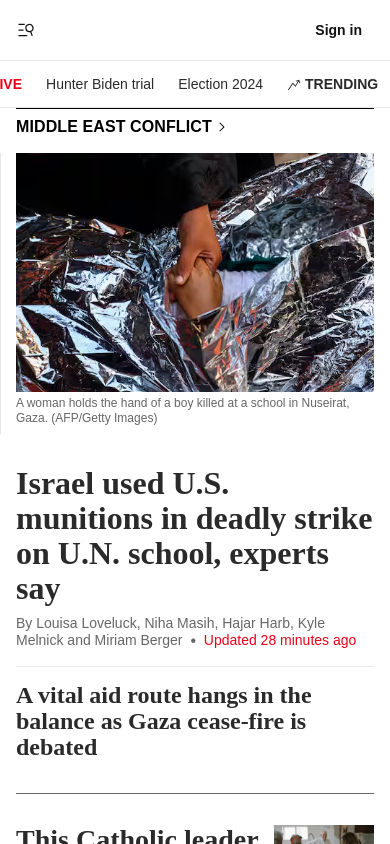 Sign in
IVE Hunter Biden trial Election 2024 TRENDING
MIDDLE EAST CONFLICT
A woman holds the hand of a boy killed at a school in Nuseirat,
Gaza. (AFP/Getty Images)
Israel used U.S.
munitions in deadly strike
on U.N. school, experts
say
By Louisa Loveluck, Niha Masih, Hajar Harb, Kyle
Melnick and Miriam Berger • Updated 28 minutes ago
A vital aid route hangs in the
balance as Gaza cease-fire is
debated
This Catholic leader